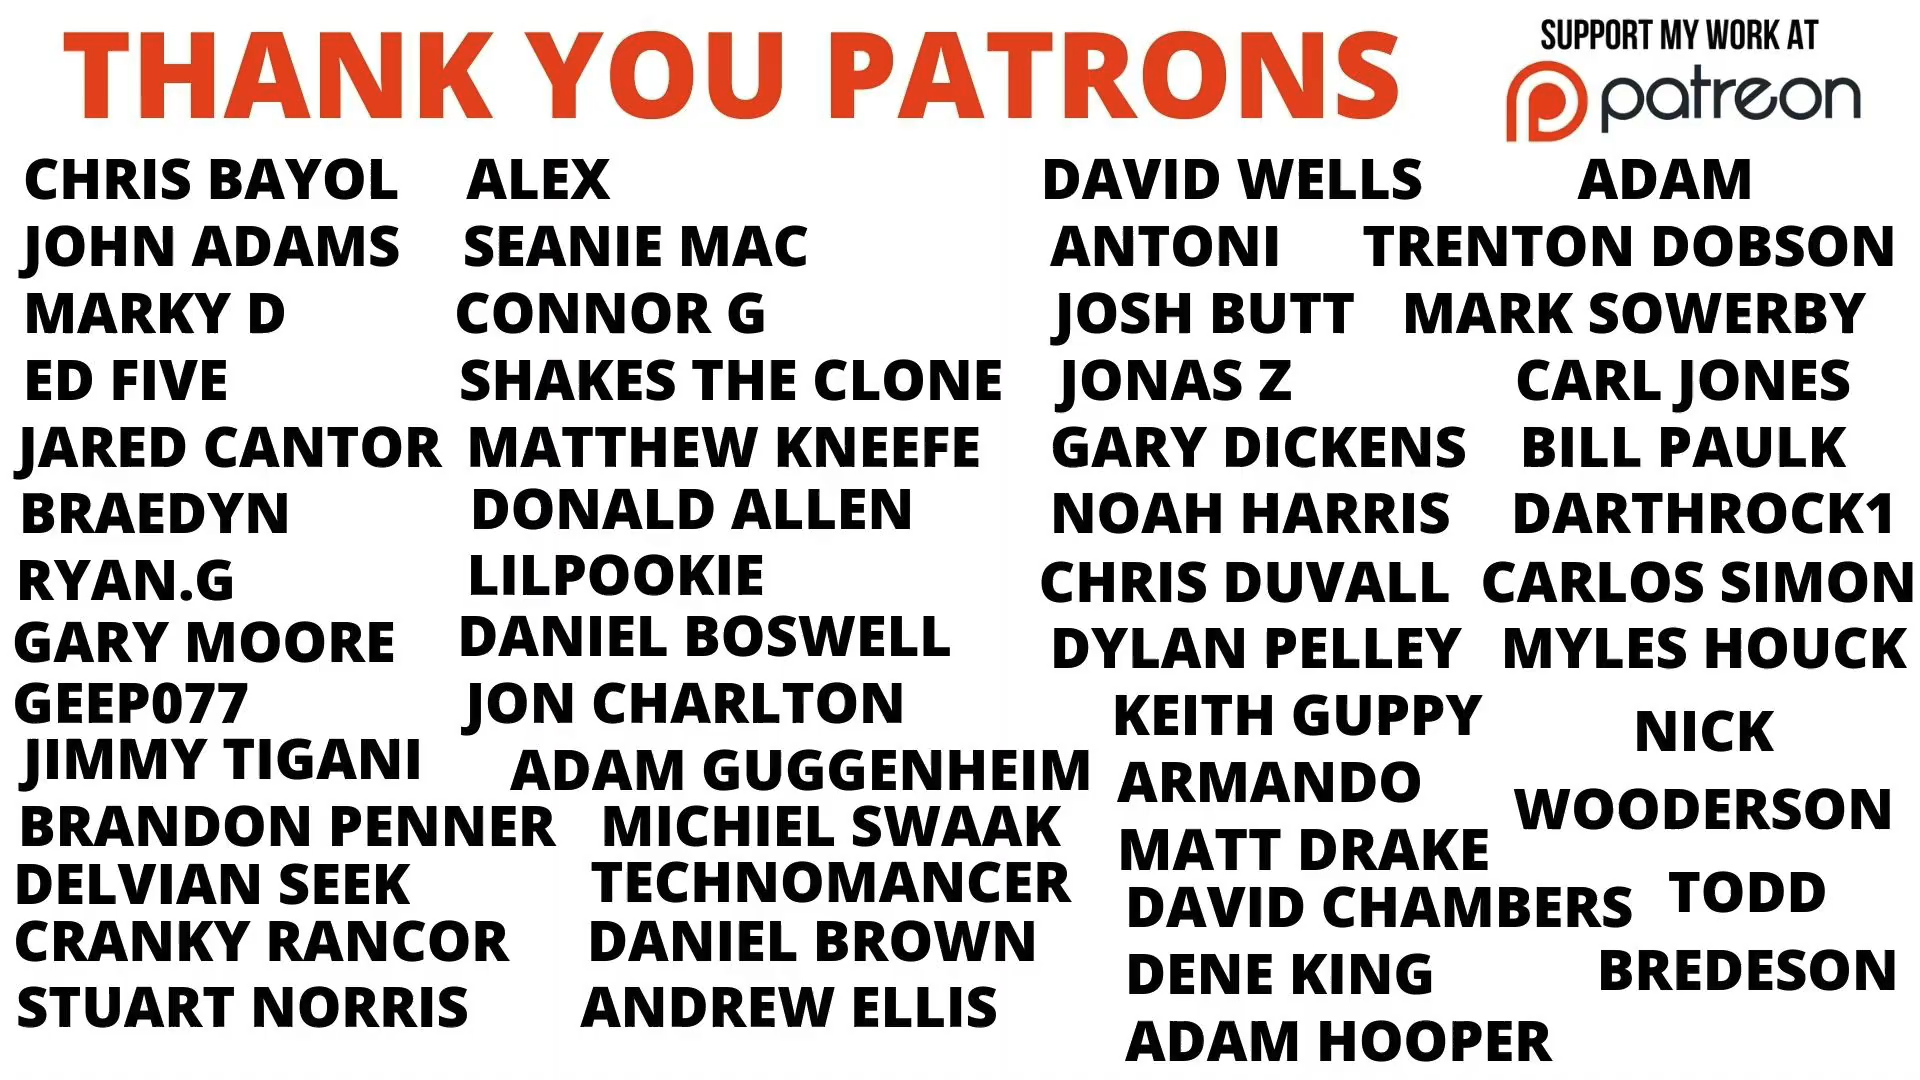 THANK YOU PATRONS
SUPPORT MY WORK AT
patreon
CHRIS BAYOL
JOHN ADAMS
MARKY D
ED FIVE
JARED CANTOR
BRAEDYN
RYAN.G
GARY MOORE
GEEP077
JIMMY TIGANI
BRANDON PENNER
DELVIAN SEEK
CRANKY RANCOR
STUART NORRIS
ALEX
SEANIE MAC
CONNOR G
SHAKES THE CLONE
MATTHEW KNEEFE
DONALD ALLEN
LILPOOKIE
DANIEL BOSWELL
JON CHARLTON
ADAM GUGGENHEIM
MICHIEL SWAAK
TECHNOMANCER
DANIEL BROWN
ANDREW ELLIS
DAVID WELLS
ANTONI
JOSH BUTT
JONAS Z
GARY DICKENS
NOAH HARRIS
CHRIS DUVALL
DYLAN PELLEY
KEITH GUPPY
ARMANDO
MATT DRAKE
DAVID CHAMBERS
DENE KING
ADAM HOOPER
ADAM
TRENTON DOBSON
MARK SOWERBY
CARL JONES
BILL PAULK
DARTHROCK1
CARLOS SIMON
MYLES HOUCK
NICK
WOODERSON
TODD
BREDESON